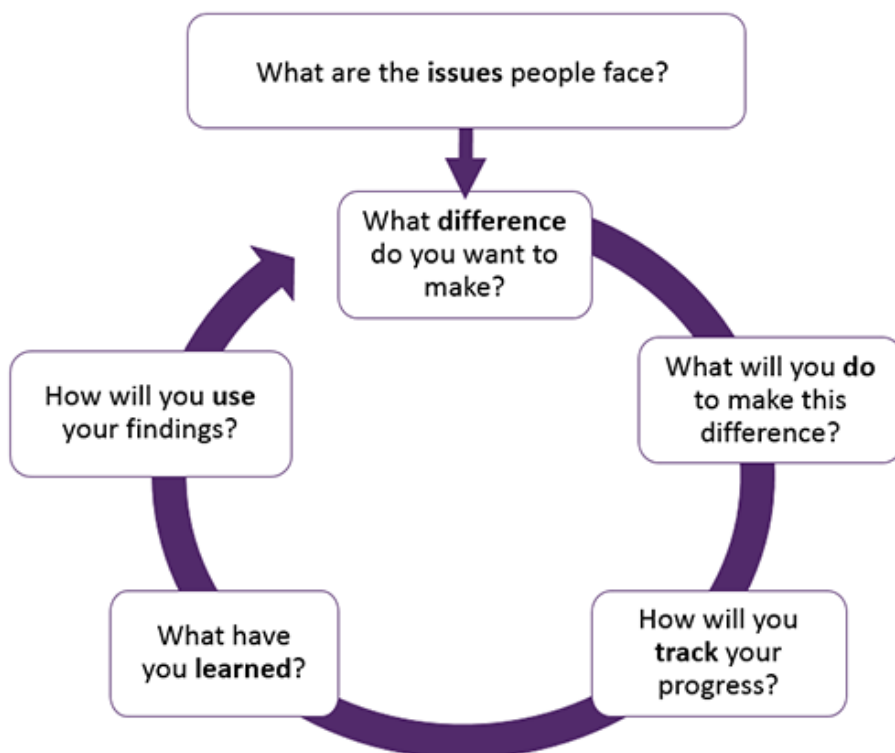 What are the issues people face?
What difference
do you want to
make?
What will you do
to make this
difference?
How will you
track your
progress?
What have
you learned?
How will you use
your findings?